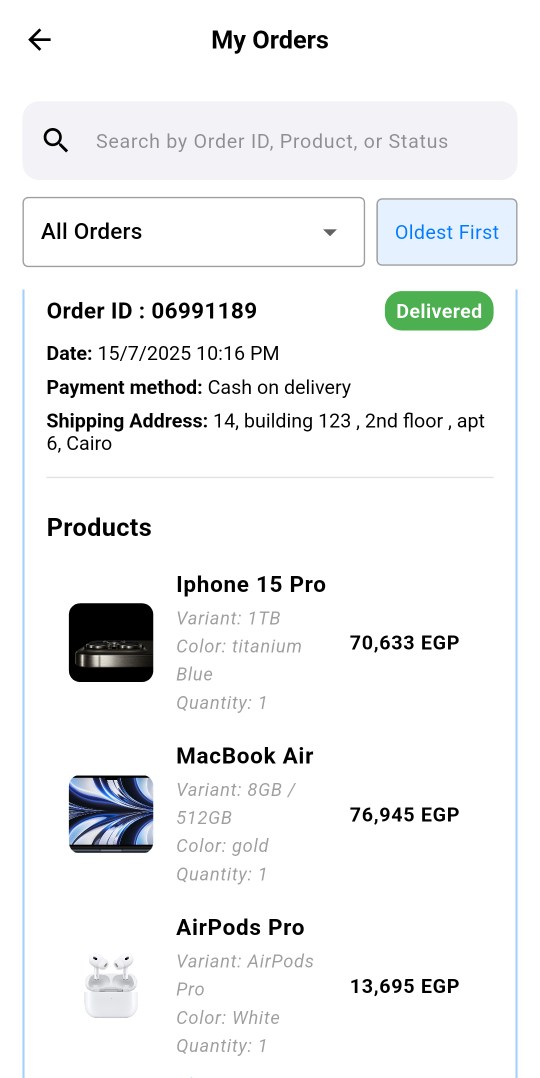 My Orders
Search by Order ID, Product, or Status
All Orders
Oldest First
Order ID : 06991189
Delivered
Date: 15/7/2025 10:16 PM
Payment method: Cash on delivery
Shipping Address: 14, building 123 , 2nd floor , apt
6, Cairo
Products
Iphone 15 Pro
Variant: 1TB
Color: titanium
Blue
Quantity: 1
70,633 EGP
MacBook Air
Variant: 8GB /
512GB
Color: gold
Quantity: 1
76,945 EGP
AirPods Pro
Variant: AirPods
Pro
Color: White
Quantity: 1
13,695 EGP